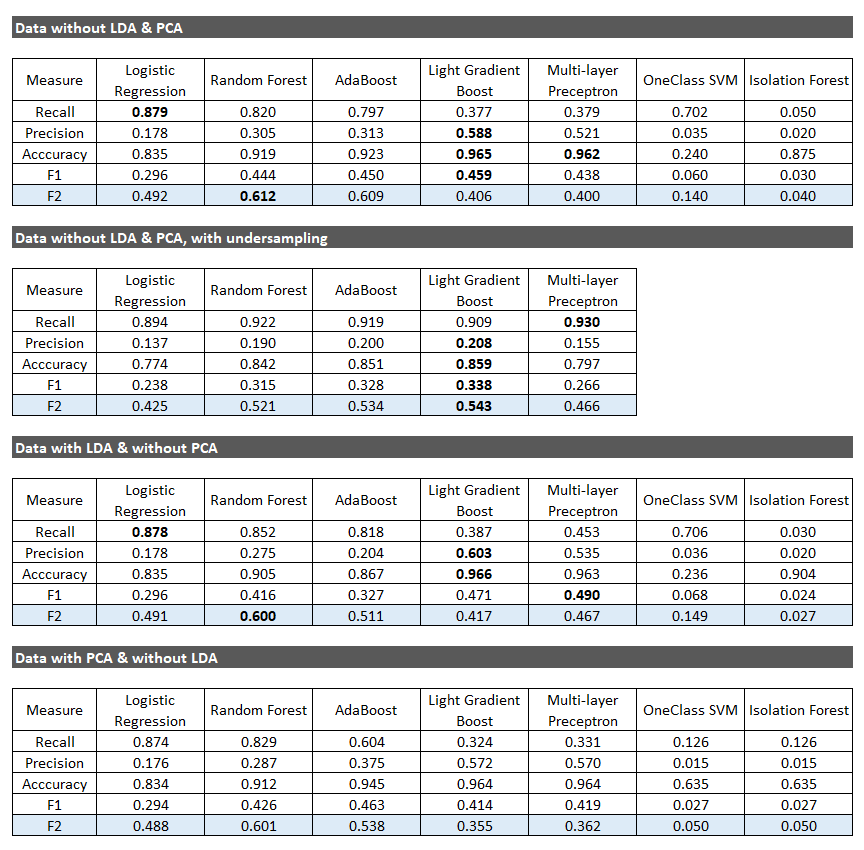 Data without LDA & PCA
Measure Logistic Regression Random Forest AdaBoost Light Gradient Boost Multi-layer Preceptron OneClass SVM Isolation Forest
Recall 0.879 0.820 0.797 0.377 0.379 0.702 0.050
Precision 0.178 0.305 0.313 0.588 0.521 0.035 0.020
Acccuracy 0.835 0.919 0.923 0.965 0.962 0.240 0.875
F1 0.296 0.444 0.450 0.459 0.438 0.060 0.030
F2 0.492 0.612 0.609 0.406 0.400 0.140 0.040
Data without LDA & PCA, with undersampling
Measure Logistic Regression Random Forest AdaBoost Light Gradient Boost Multi-layer Preceptron
Recall 0.894 0.922 0.919 0.909 0.930
Precision 0.137 0.190 0.200 0.208 0.155
Acccuracy 0.774 0.842 0.851 0.859 0.797
F1 0.238 0.315 0.328 0.338 0.266
F2 0.425 0.521 0.534 0.543 0.466
Data with LDA & without PCA
Measure Logistic Regression Random Forest AdaBoost Light Gradient Boost Multi-layer Preceptron OneClass SVM Isolation Forest
Recall 0.878 0.852 0.818 0.387 0.453 0.706 0.030
Precision 0.178 0.275 0.204 0.603 0.535 0.036 0.020
Acccuracy 0.835 0.905 0.867 0.966 0.963 0.236 0.904
F1 0.296 0.416 0.327 0.471 0.490 0.068 0.024
F2 0.491 0.600 0.511 0.417 0.467 0.149 0.027
Data with PCA & without LDA
Measure Logistic Regression Random Forest AdaBoost Light Gradient Boost Multi-layer Preceptron OneClass SVM Isolation Forest
Recall 0.874 0.829 0.604 0.324 0.331 0.126 0.126
Precision 0.176 0.287 0.375 0.572 0.570 0.015 0.015
Acccuracy 0.834 0.912 0.945 0.964 0.964 0.635 0.635
F1 0.294 0.426 0.463 0.414 0.419 0.027 0.027
F2 0.488 0.601 0.538 0.355 0.362 0.050 0.050